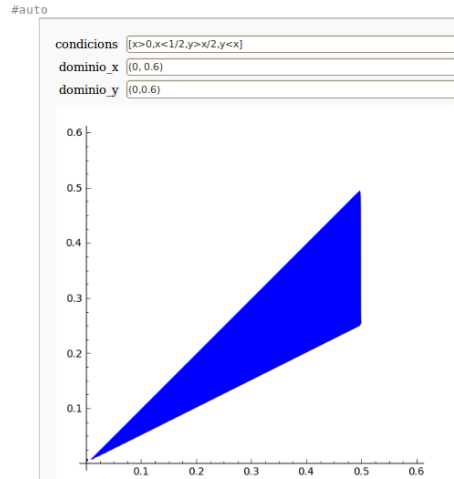 #auto
condicions [x>0,x<1/2,y>x/2,y<x]
dominio_x (0, 0.6)
dominio_y (0,0.6)
0.6
0.5
0.4
0.3
0.2
0.1
0.1 0.2 0.3 0.4 0.5 0.6